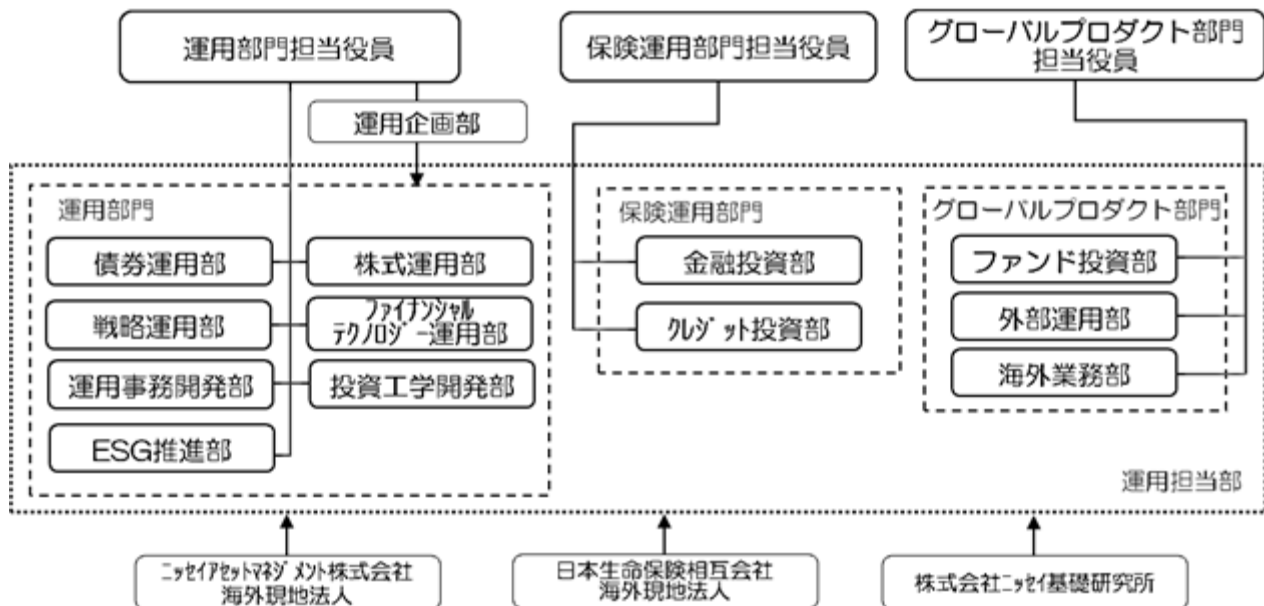 運用部門担当役員
保険運用部門担当役員
グローバルプロダクト部門
担当役員
運用企画部
運用部門
債券運用部
株式運用部
戦略運用部
ファイナンシャル
テクノロジー運用部
運用事務開発部
投資工学開発部
ESG推進部
保険運用部門
金融投資部
クレジット投資部
グローバルプロダクト部門
ファンド投資部
外部運用部
海外業務部
運用担当部
ニッセイアセットマネジメント株式会社
海外現地法人
日本生命保険相互会社
海外現地法人
株式会社ニッセイ基礎研究所